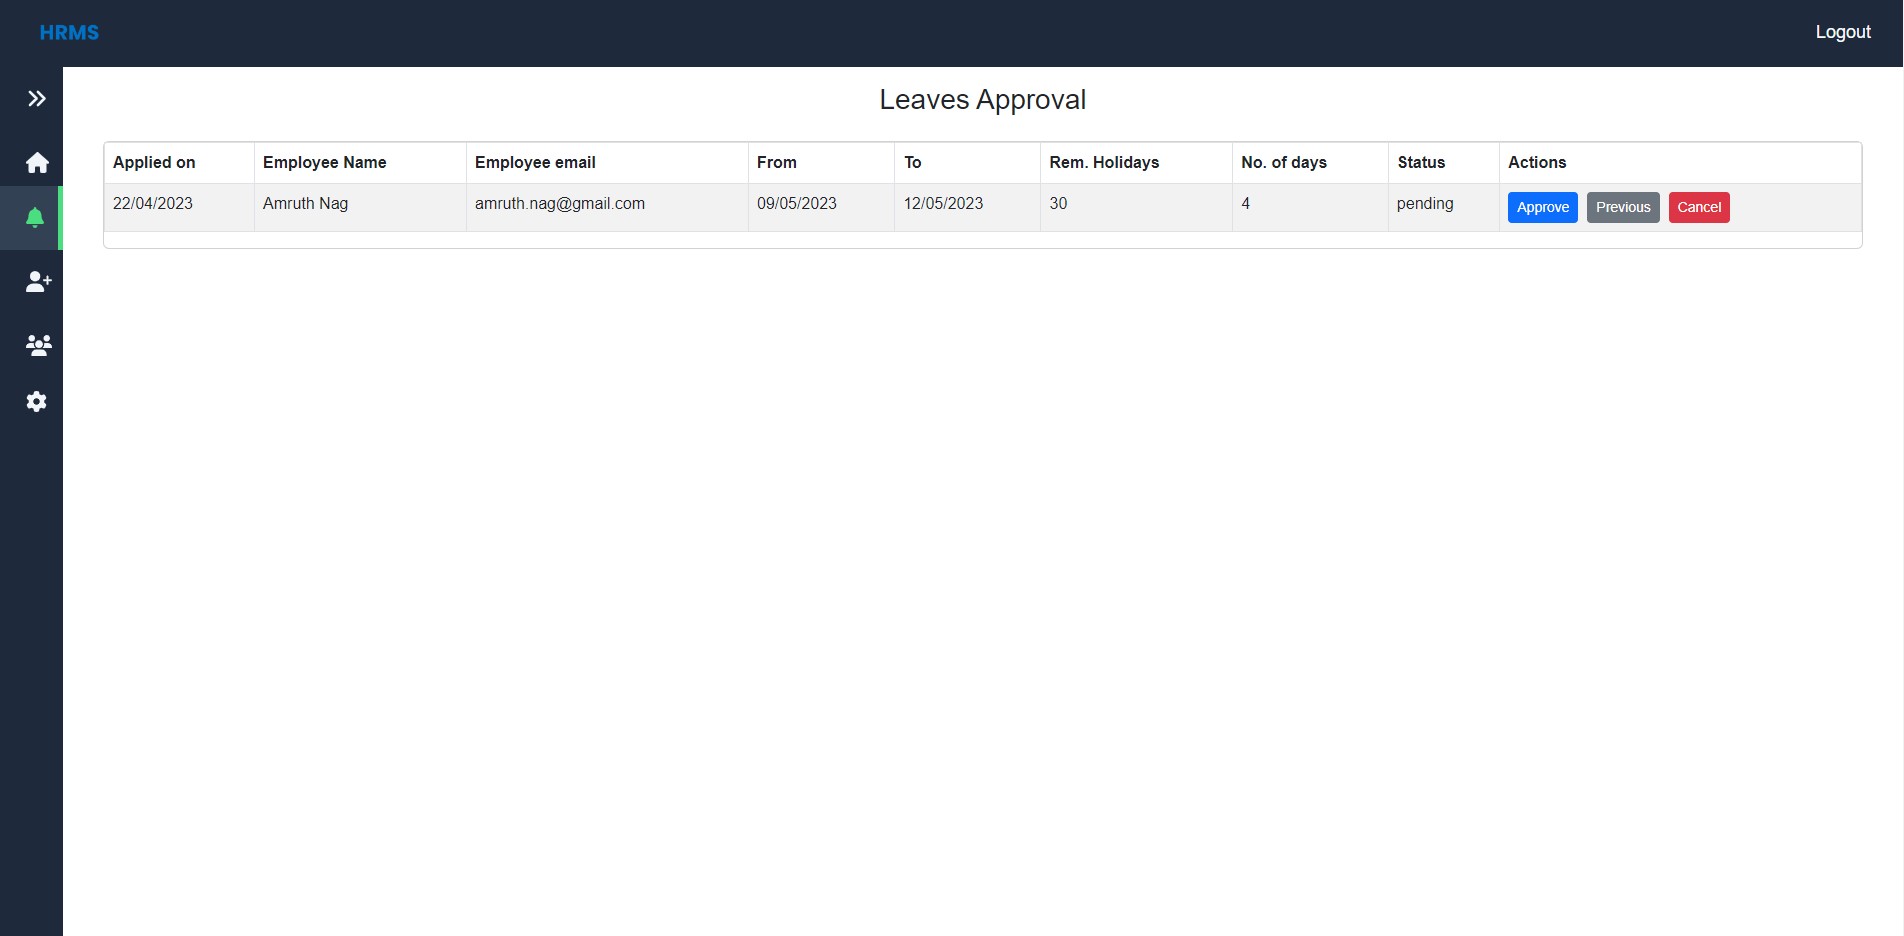 HRMS
Logout
Leaves Approval
Applied on Employee Name Employee email From To Rem. Holidays No. of days Status Actions
22/04/2023 Amruth Nag amruth.nag@gmail.com 09/05/2023 12/05/2023 30 4 pending Approve Previous Cancel